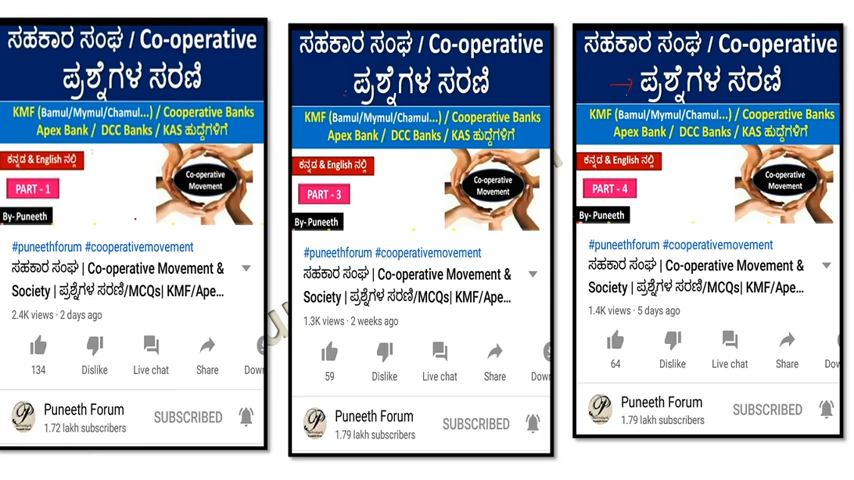 ಸಹಕಾರ ಸಂಘ / Co-operative
ಪ್ರಶ್ನೆಗಳ ಸರಣಿ
KMF (Bamul/Mymul/Chamul...) / Cooperative Banks
Apex Bank / DCC Banks / KAS ಹುದ್ದೆಗಳಿಗೆ
ಕನ್ನಡ & English ನಲ್ಲಿ
Co-operative
Movement
PART - 1
By- Puneeth
#puneethforum #cooperativemovement
ಸಹಕಾರ ಸಂಘ | Co-operative Movement &
Society | ಪ್ರಶ್ನೆಗಳ ಸರಣಿ/MCQs| KMF/Ape...
2.4K views · 2 days ago
134 Dislike Live chat Share Down
Puneeth Forum
1.72 lakh subscribers
SUBSCRIBED
ಸಹಕಾರ ಸಂಘ / Co-operative
ಪ್ರಶ್ನೆಗಳ ಸರಣಿ
KMF (Bamul/Mymul/Chamul...) / Cooperative Banks
Apex Bank / DCC Banks / KAS ಹುದ್ದೆಗಳಿಗೆ
ಕನ್ನಡ & English ನಲ್ಲಿ
Co-operative
Movement
PART - 3
By- Puneeth
#puneethforum #cooperativemovement
ಸಹಕಾರ ಸಂಘ | Co-operative Movement &
Society | ಪ್ರಶ್ನೆಗಳ ಸರಣಿ/MCQs| KMF/Ape...
1.3K views · 2 weeks ago
59 Dislike Live chat Share Down
Puneeth Forum
1.79 lakh subscribers
SUBSCRIBED
ಸಹಕಾರ ಸಂಘ / Co-operative
ಪ್ರಶ್ನೆಗಳ ಸರಣಿ
KMF (Bamul/Mymul/Chamul...) / Cooperative Banks
Apex Bank / DCC Banks / KAS ಹುದ್ದೆಗಳಿಗೆ
ಕನ್ನಡ & English ನಲ್ಲಿ
Co-operative
Movement
PART - 4
By- Puneeth
#puneethforum #cooperativemovement
ಸಹಕಾರ ಸಂಘ | Co-operative Movement &
Society | ಪ್ರಶ್ನೆಗಳ ಸರಣಿ/MCQs| KMF/Ape...
1.4K views · 5 days ago
64 Dislike Live chat Share Down
Puneeth Forum
1.79 lakh subscribers
SUBSCRIBED